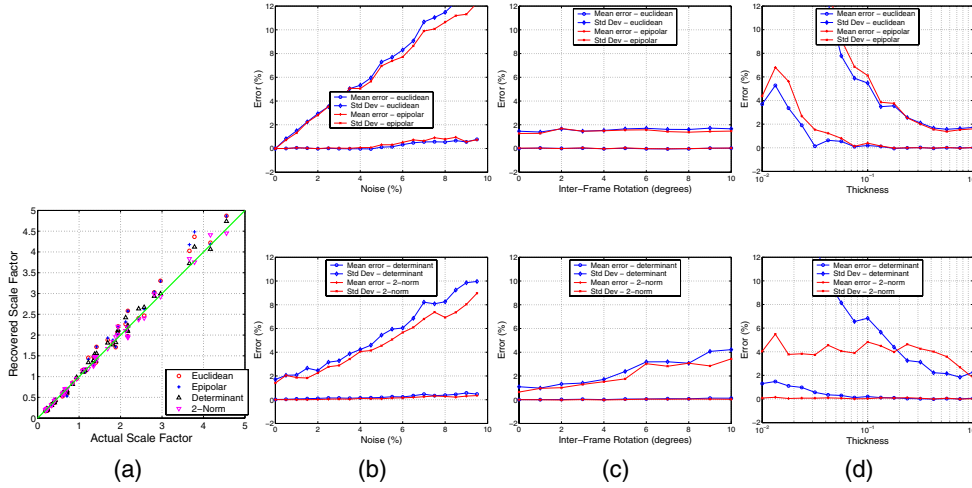 12
10
8
6
4
2
0
−2
Error (%)
Mean error − euclidean
Std Dev − euclidean
Mean error − epipolar
Std Dev − epipolar
0 2 4 6 8 10
Noise (%)
12
10
8
6
4
2
0
−2
Error (%)
Mean error − euclidean
Std Dev − euclidean
Mean error − epipolar
Std Dev − epipolar
0 2 4 6 8 10
Inter−Frame Rotation (degrees)
12
10
8
6
4
2
0
−2
Error (%)
Mean error − euclidean
Std Dev − euclidean
Mean error − epipolar
Std Dev − epipolar
10⁻² 10⁻¹ 10⁰
Thickness
5
4.5
4
3.5
3
2.5
2
1.5
1
0.5
0
Recovered Scale Factor
Euclidean
Epipolar
Determinant
2−Norm
0 1 2 3 4 5
Actual Scale Factor
12
10
8
6
4
2
0
−2
Error (%)
Mean error − determinant
Std Dev − determinant
Mean error − 2−norm
Std Dev − 2−norm
0 2 4 6 8 10
Noise (%)
12
10
8
6
4
2
0
−2
Error (%)
Mean error − determinant
Std Dev − determinant
Mean error − 2−norm
Std Dev − 2−norm
0 2 4 6 8 10
Inter−Frame Rotation (degrees)
12
10
8
6
4
2
0
−2
Error (%)
Mean error − determinant
Std Dev − determinant
Mean error − 2−norm
Std Dev − 2−norm
10⁻² 10⁻¹ 10⁰
Thickness
(a) (b) (c) (d)